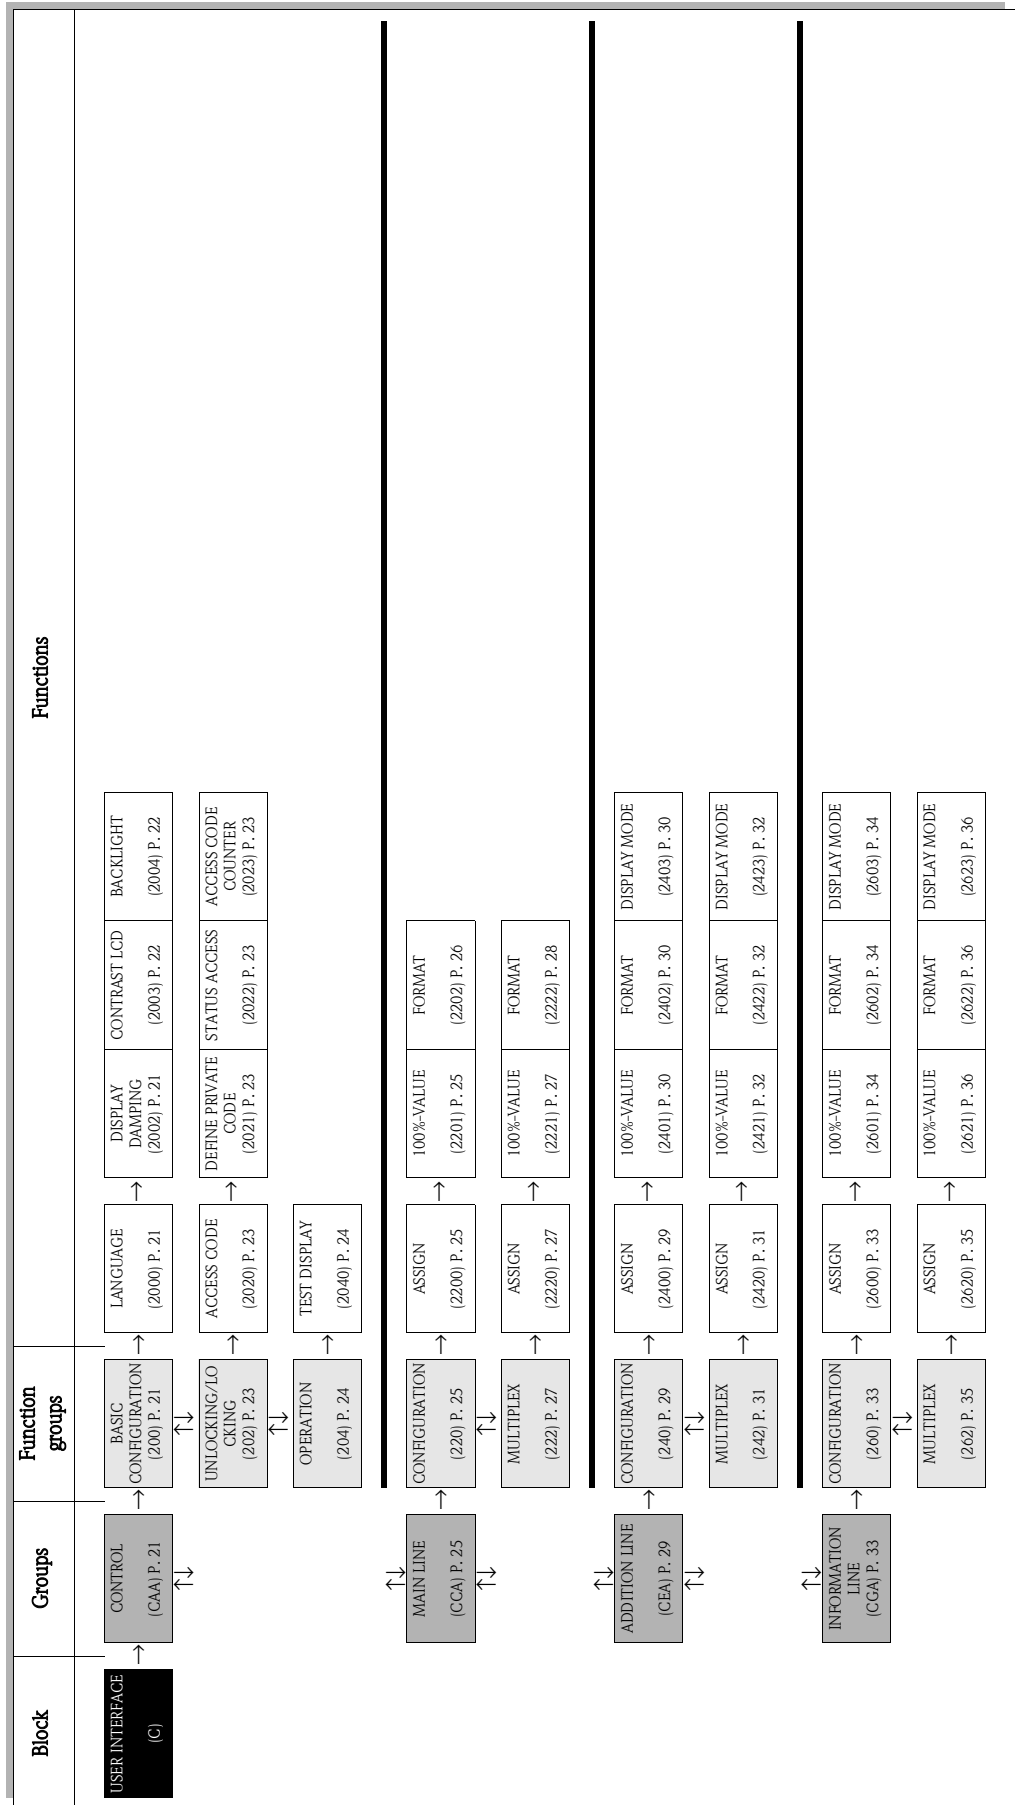 Block
Groups
Function
groups
Functions
USER INTERFACE
(C)
CONTROL
(CAA) P. 21
BASIC
CONFIGURATION
(200) P. 21
LANGUAGE
(2000) P. 21
DISPLAY
DAMPING
(2002) P. 21
CONTRAST LCD
(2003) P. 22
BACKLIGHT
(2004) P. 22
UNLOCKING/LO
CKING
(202) P. 23
ACCESS CODE
(2020) P. 23
DEFINE PRIVATE
CODE
(2021) P. 23
STATUS ACCESS
(2022) P. 23
ACCESS CODE
COUNTER
(2023) P. 23
OPERATION
(204) P. 24
TEST DISPLAY
(2040) P. 24
MAIN LINE
(CCA) P. 25
CONFIGURATION
(220) P. 25
ASSIGN
(2200) P. 25
100%-VALUE
(2201) P. 25
FORMAT
(2202) P. 26
MULTIPLEX
(222) P. 27
ASSIGN
(2220) P. 27
100%-VALUE
(2221) P. 27
FORMAT
(2222) P. 28
ADDITION LINE
(CEA) P. 29
CONFIGURATION
(240) P. 29
ASSIGN
(2400) P. 29
100%-VALUE
(2401) P. 30
FORMAT
(2402) P. 30
DISPLAY MODE
(2403) P. 30
MULTIPLEX
(242) P. 31
ASSIGN
(2420) P. 31
100%-VALUE
(2421) P. 32
FORMAT
(2422) P. 32
DISPLAY MODE
(2423) P. 32
INFORMATION
LINE
(CGA) P. 33
CONFIGURATION
(260) P. 33
ASSIGN
(2600) P. 33
100%-VALUE
(2601) P. 34
FORMAT
(2602) P. 34
DISPLAY MODE
(2603) P. 34
MULTIPLEX
(262) P. 35
ASSIGN
(2620) P. 35
100%-VALUE
(2621) P. 36
FORMAT
(2622) P. 36
DISPLAY MODE
(2623) P. 36